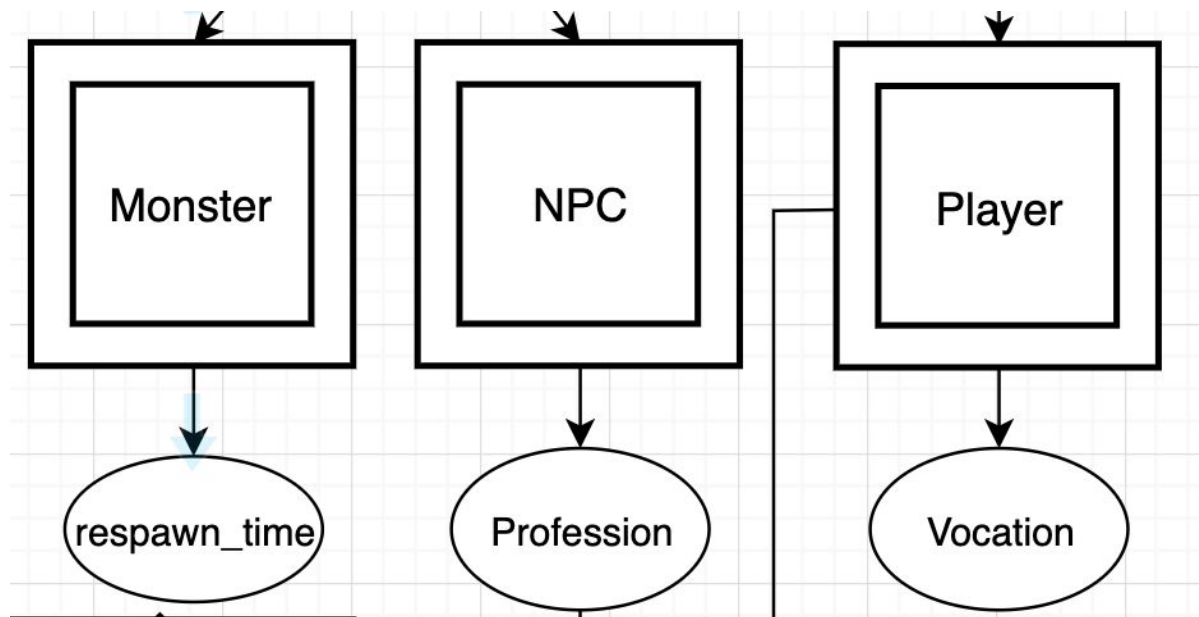 Monster
NPC
Player
respawn_time
Profession
Vocation